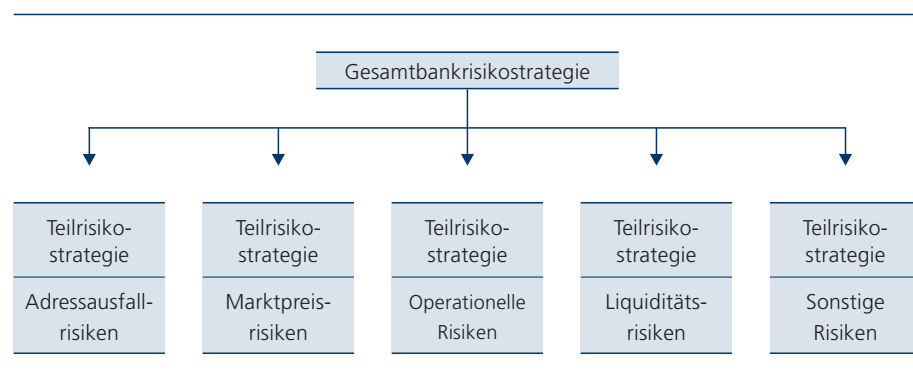 Gesamtbankrisikostrategie
Teilrisiko-
strategie
Adressausfall-
risiken
Teilrisiko-
strategie
Marktpreis-
risiken
Teilrisiko-
strategie
Operationelle
Risiken
Teilrisiko-
strategie
Liquiditäts-
risiken
Teilrisiko-
strategie
Sonstige
Risiken